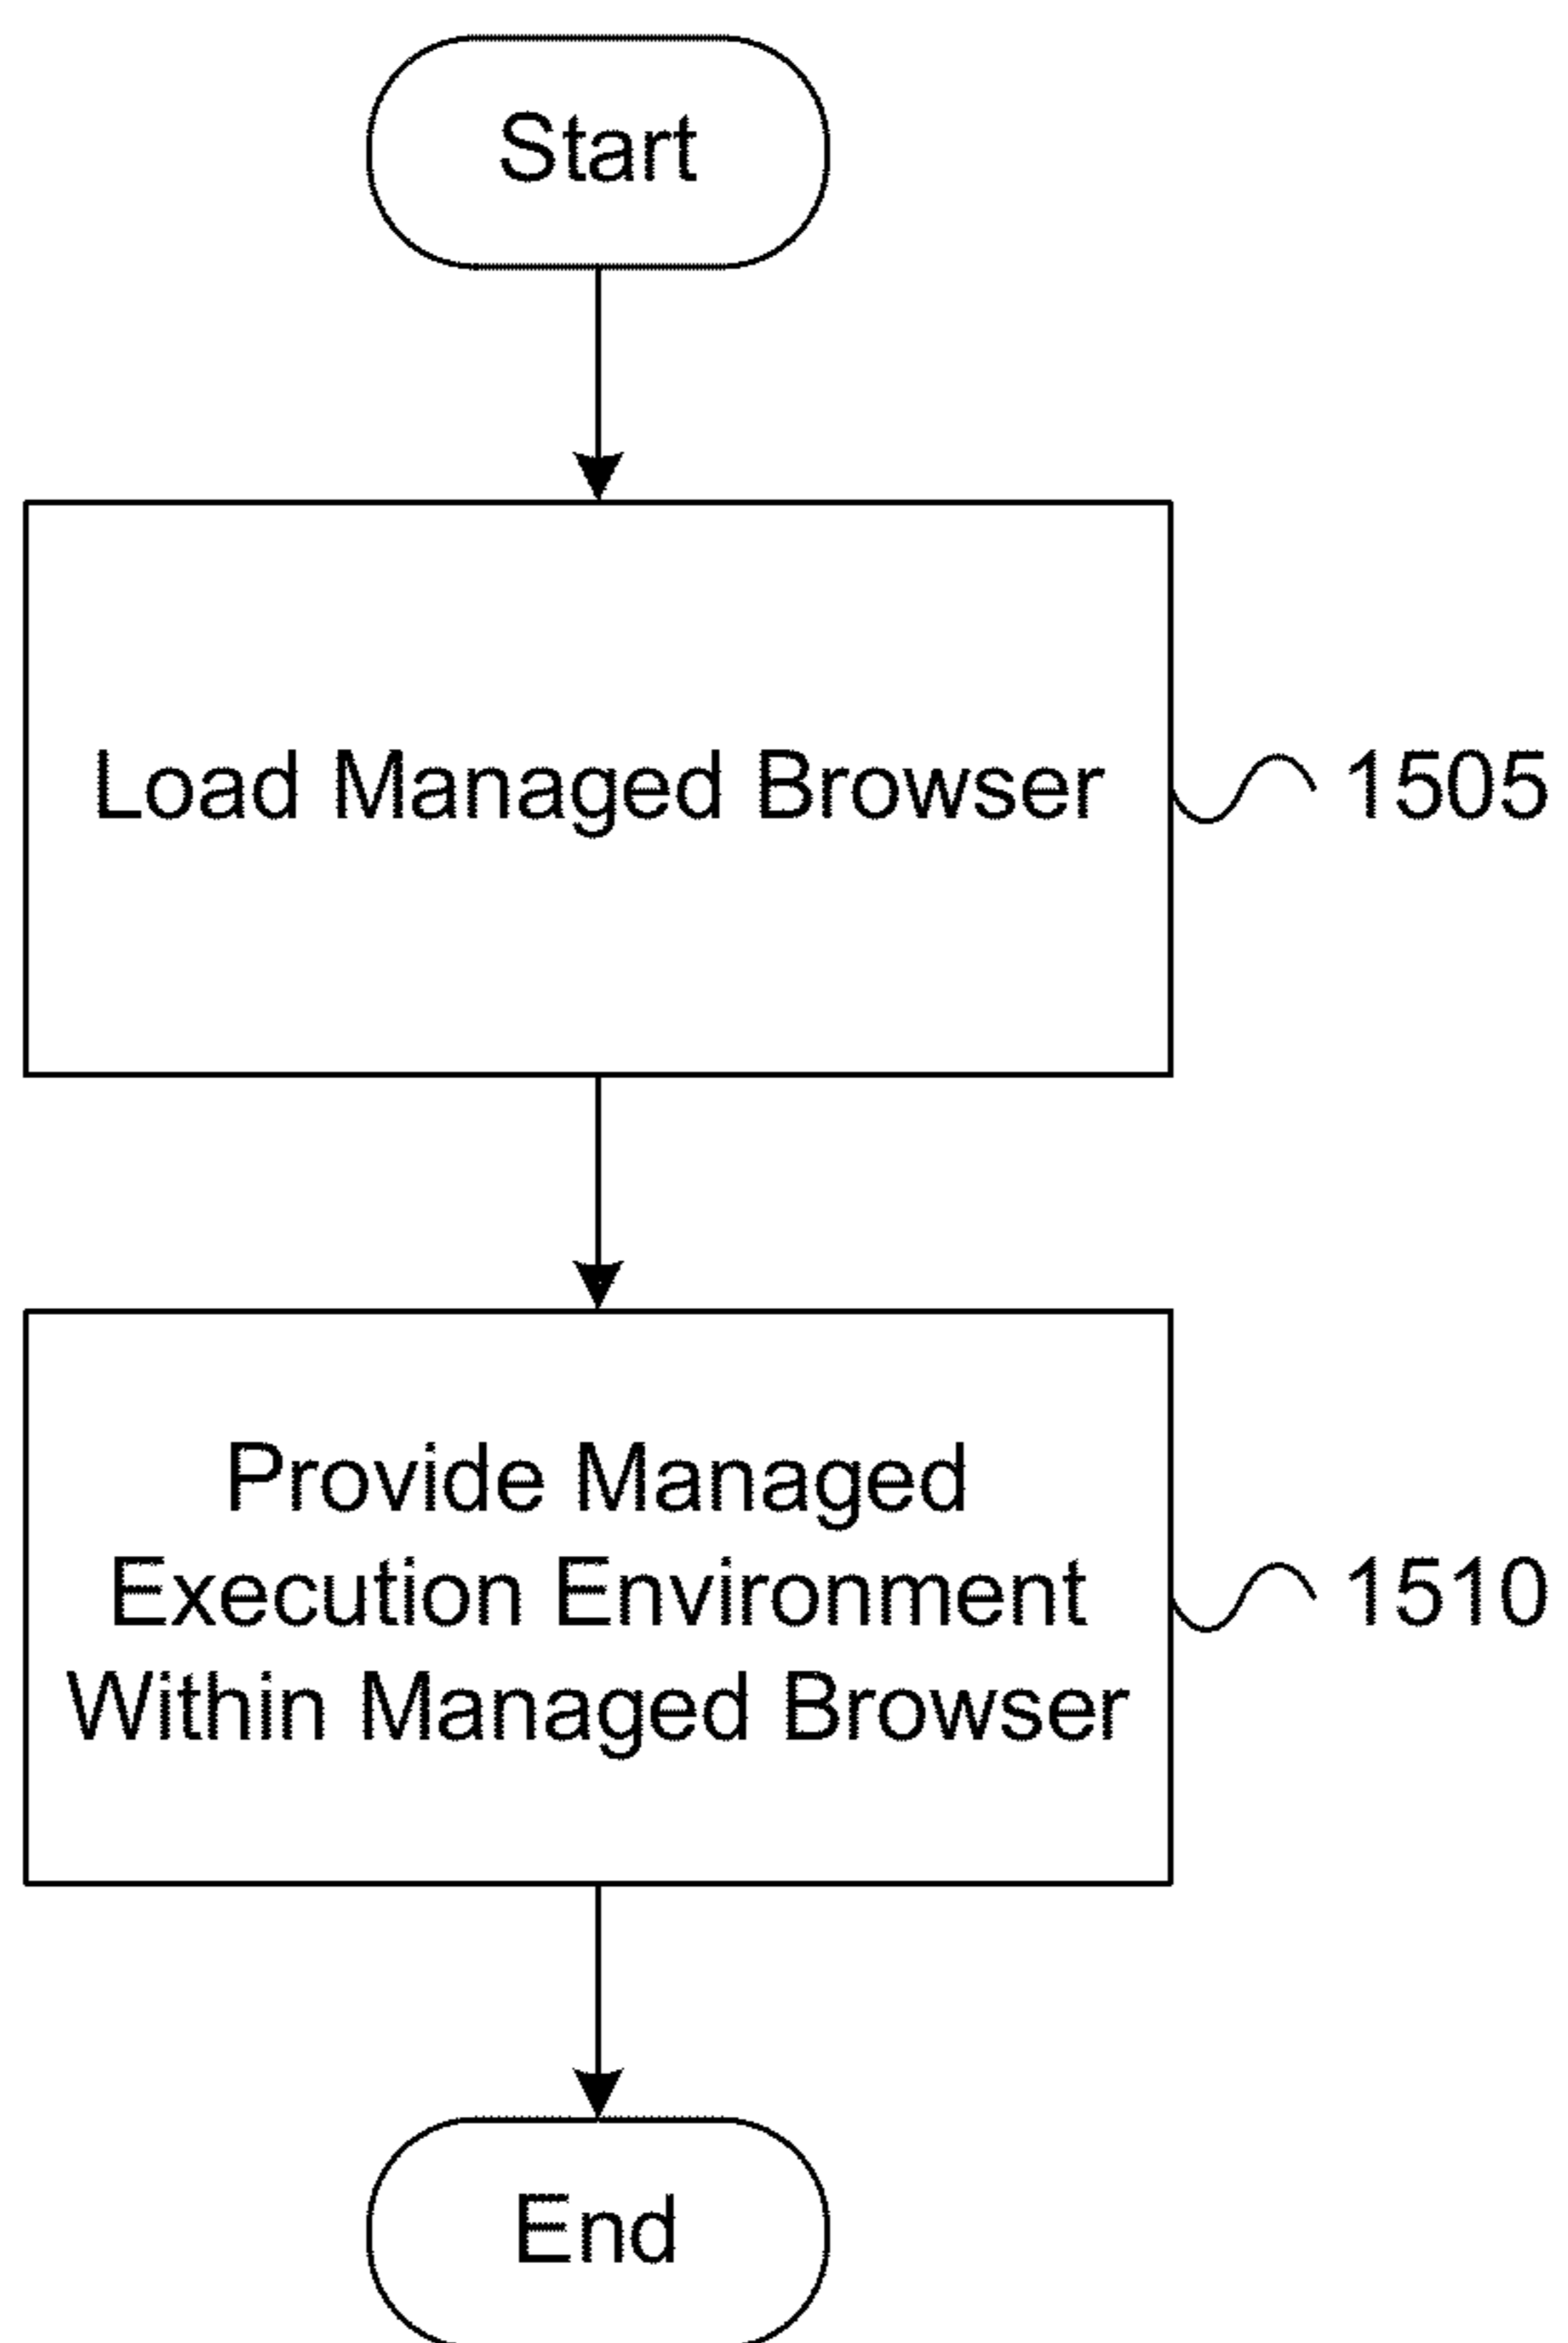 Start
Load Managed Browser
1505
Provide Managed
Execution Environment
Within Managed Browser
1510
End